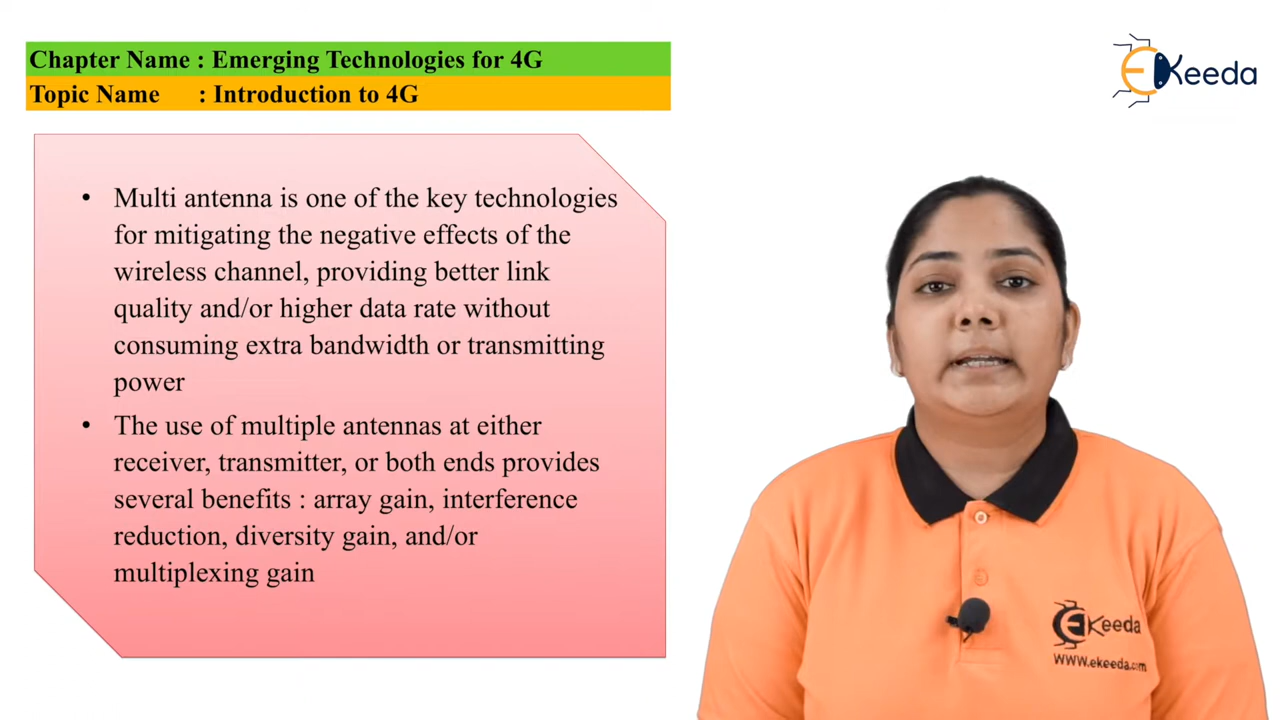 Chapter Name : Emerging Technologies for 4G
Topic Name : Introduction to 4G
EKeeda
• Multi antenna is one of the key technologies
for mitigating the negative effects of the
wireless channel, providing better link
quality and/or higher data rate without
consuming extra bandwidth or transmitting
power
• The use of multiple antennas at either
receiver, transmitter, or both ends provides
several benefits : array gain, interference
reduction, diversity gain, and/or
multiplexing gain
EKeeda
www.ekeeda.com